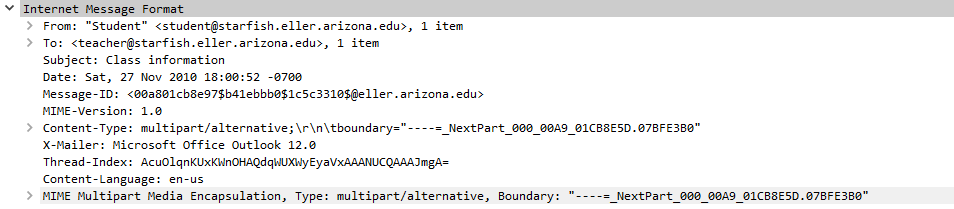 Internet Message Format
From: "Student" <student@starfish.eller.arizona.edu>, 1 item
To: <teacher@starfish.eller.arizona.edu>, 1 item
Subject: Class information
Date: Sat, 27 Nov 2010 18:00:52 -0700
Message-ID: <00a801cb8e97$b41ebbb0$1c5c3310$@eller.arizona.edu>
MIME-Version: 1.0
Content-Type: multipart/alternative;\r\n\tboundary="----=_NextPart_000_00A9_01CB8E5D.07BFE3B0"
X-Mailer: Microsoft Office Outlook 12.0
Thread-Index: AcuOlqnKUxKWnOHAQdqWUXWyEyaVxAAANUCQAAAJmgA=
Content-Language: en-us
MIME Multipart Media Encapsulation, Type: multipart/alternative, Boundary: "----=_NextPart_000_00A9_01CB8E5D.07BFE3B0"